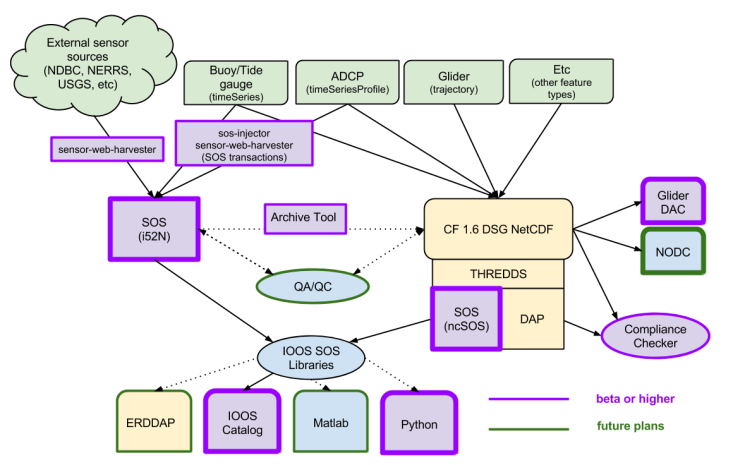 External sensor
sources
(NDBC, NERRS,
USGS, etc)
Buoy/Tide
gauge
(timeSeries)
ADCP
(timeSeriesProfile)
Glider
(trajectory)
Etc
(other feature
types)
sensor-web-harvester
sos-injector
sensor-web-harvester
(SOS transactions)
SOS
(i52N)
Archive Tool
CF 1.6 DSG NetCDF
Glider
DAC
NODC
QA/QC
THREDDS
SOS
(ncSOS)
DAP
Compliance
Checker
IOOS SOS
Libraries
ERDDAP
IOOS
Catalog
Matlab
Python
beta or higher
future plans